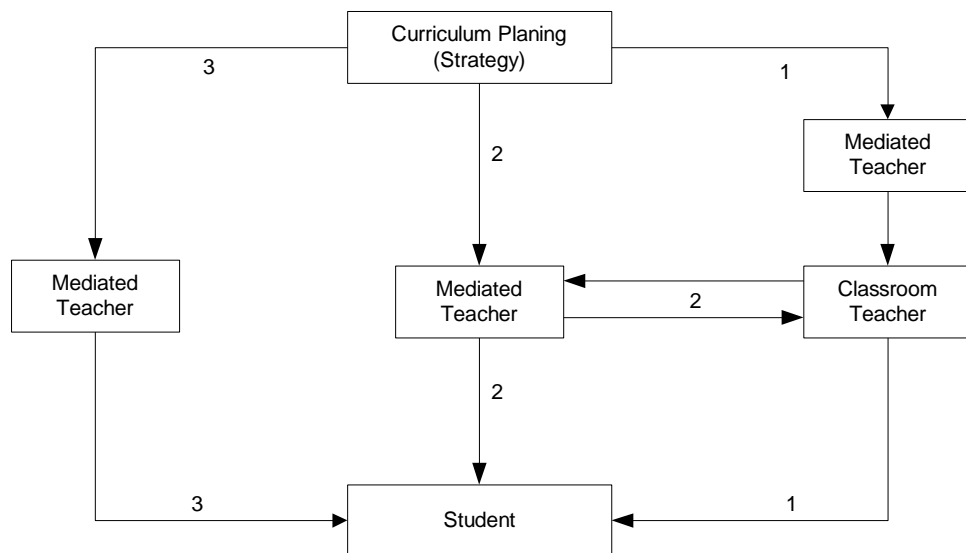 Curriculum Planing
(Strategy)
3
1
2
Mediated
Teacher
Mediated
Teacher
Mediated
Teacher
2
Classroom
Teacher
2
3
Student
1